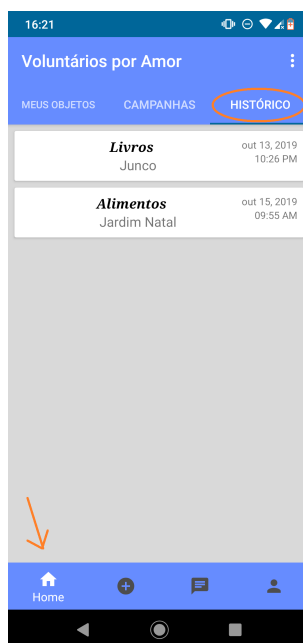 16:21
Voluntários por Amor
MEUS OBJETOS CAMPANHAS HISTÓRICO
Livros out 13, 2019
Junco 10:26 PM
Alimentos out 15, 2019
Jardim Natal 09:55 AM
Home